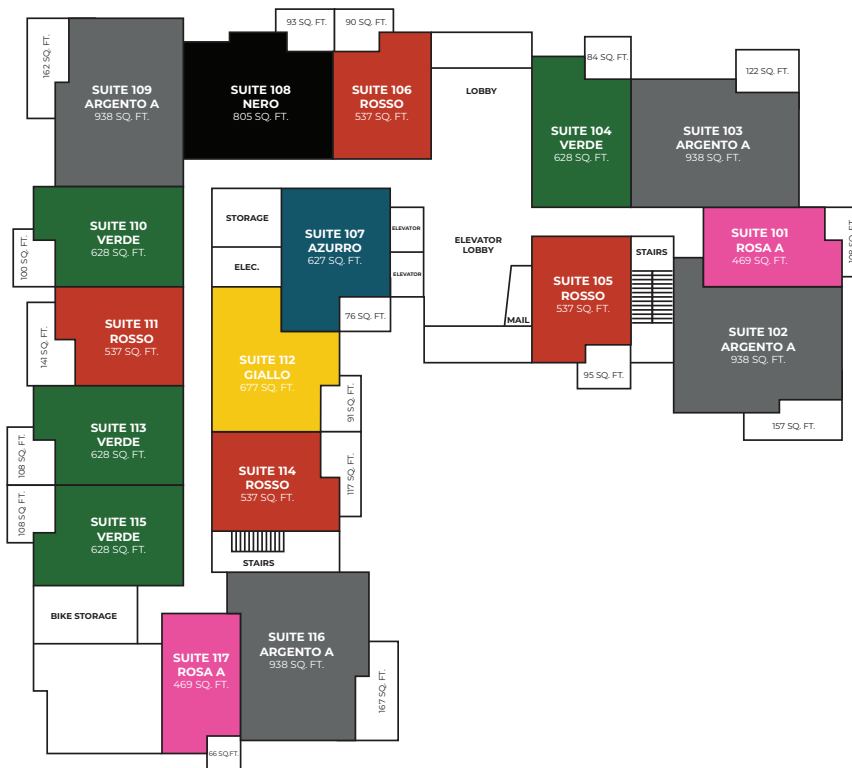 93 SQ. FT.
90 SQ. FT.
162 SQ. FT.
SUITE 109
ARGENTO A
938 SQ. FT.
SUITE 108
NERO
805 SQ. FT.
SUITE 106
ROSSO
537 SQ. FT.
LOBBY
84 SQ. FT.
122 SQ. FT.
SUITE 104
VERDE
628 SQ. FT.
SUITE 103
ARGENTO A
938 SQ. FT.
SUITE 110
VERDE
628 SQ. FT.
100 SQ. FT.
STORAGE
ELEC.
SUITE 107
AZURRO
627 SQ. FT.
ELEVATOR
ELEVATOR
ELEVATOR
LOBBY
MAIL
76 SQ. FT.
SUITE 105
ROSSO
537 SQ. FT.
95 SQ. FT.
STAIRS
SUITE 101
ROSA A
469 SQ. FT.
108 SQ. FT.
SUITE 102
ARGENTO A
938 SQ. FT.
157 SQ. FT.
141 SQ. FT.
SUITE 111
ROSSO
537 SQ. FT.
SUITE 112
GIALLO
677 SQ. FT.
91 SQ. FT.
SUITE 113
VERDE
628 SQ. FT.
108 SQ. FT.
SUITE 114
ROSSO
537 SQ. FT.
117 SQ. FT.
108 SQ. FT.
SUITE 115
VERDE
628 SQ. FT.
STAIRS
BIKE STORAGE
SUITE 117
ROSA A
469 SQ. FT.
66 SQ.FT.
SUITE 116
ARGENTO A
938 SQ. FT.
167 SQ. FT.